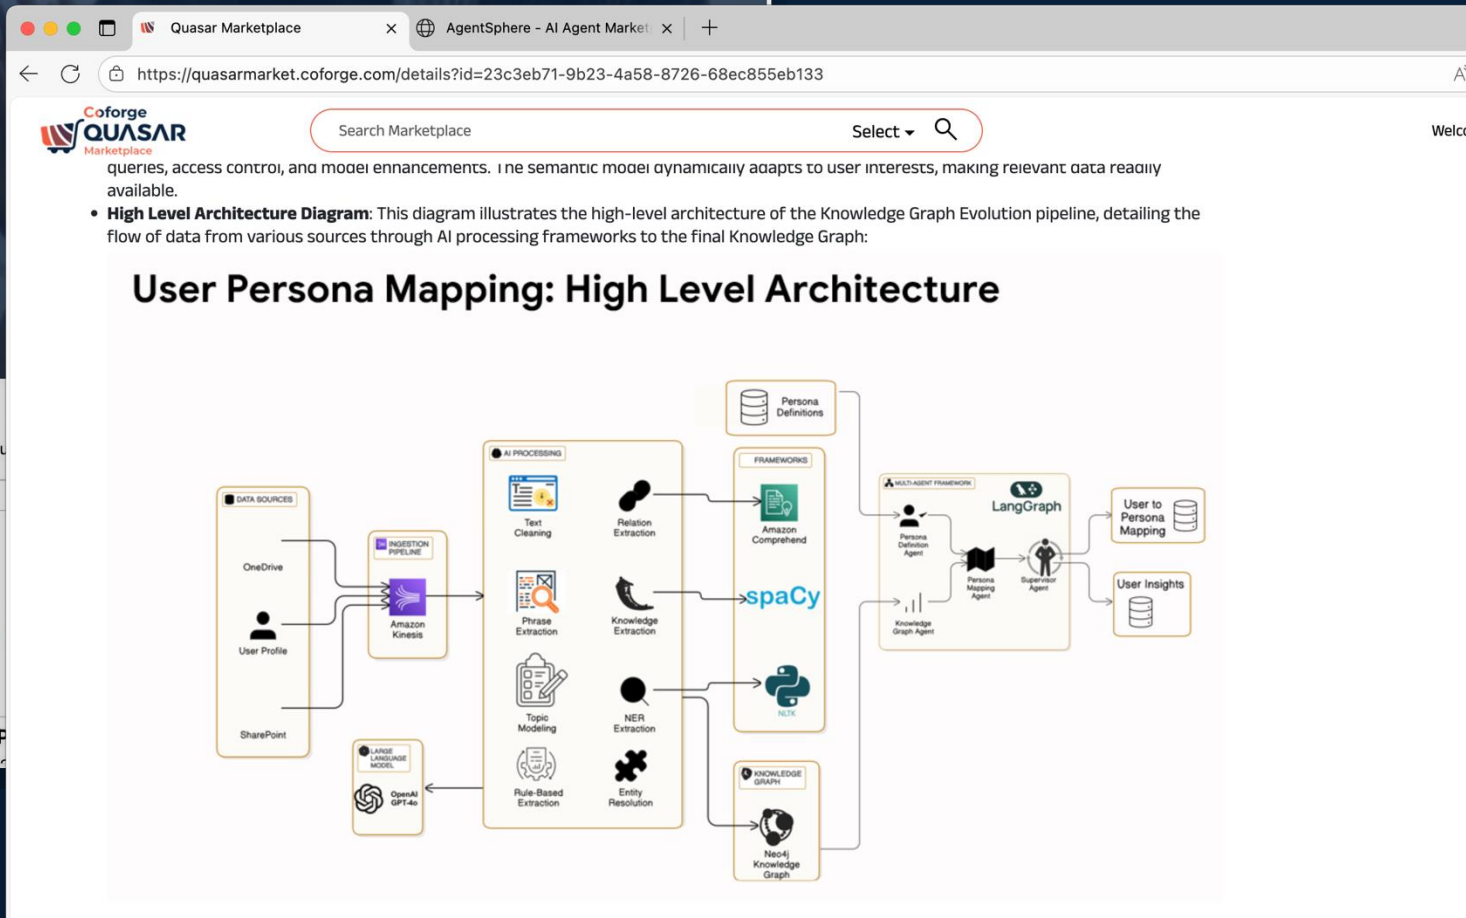 Quasar Marketplace
AgentSphere - AI Agent Market
https://quasarmarket.coforge.com/details?id=23c3eb71-9b23-4a58-8726-68ec855eb133
Coforge
QUASAR
Marketplace
Search Marketplace
Select
Welco
queries, access control, and model enhancements. The semantic model dynamically adapts to user interests, making relevant data readily
available.
• High Level Architecture Diagram: This diagram illustrates the high-level architecture of the Knowledge Graph Evolution pipeline, detailing the
flow of data from various sources through AI processing frameworks to the final Knowledge Graph:
User Persona Mapping: High Level Architecture
DATA SOURCES
OneDrive
User Profile
SharePoint
INGESTION
PIPELINE
Amazon
Kinesis
LARGE
LANGUAGE
MODEL
OpenAI
GPT-4o
AI PROCESSING
Text
Cleaning
Relation
Extraction
Phrase
Extraction
Knowledge
Extraction
Topic
Modeling
NER
Extraction
Rule-Based
Extraction
Entity
Resolution
Persona
Definitions
FRAMEWORKS
Amazon
Comprehend
spaCy
NLTK
KNOWLEDGE
GRAPH
Neo4j
Knowledge
Graph
MULTI-AGENT FRAMEWORK
LangGraph
Persona
Definition
Agent
Knowledge
Graph Agent
Persona
Mapping
Agent
Supervisor
Agent
User to
Persona
Mapping
User Insights